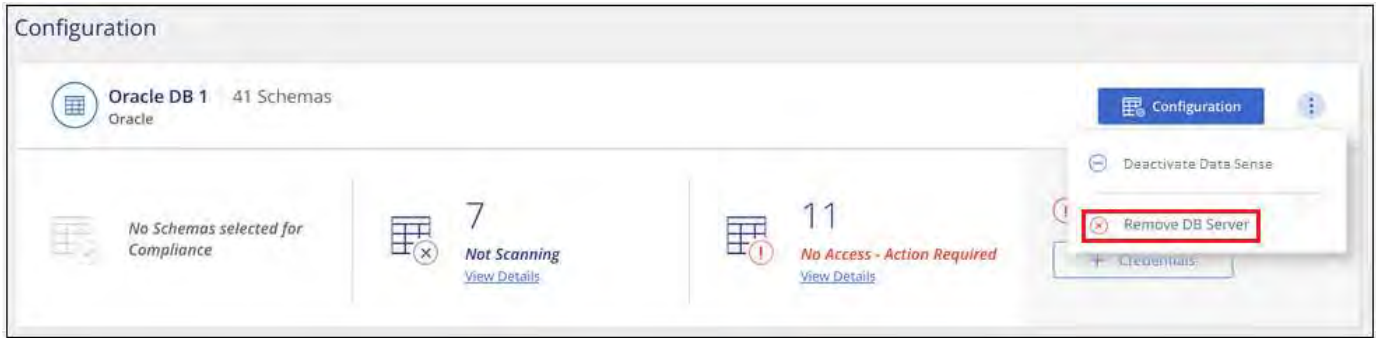 Configuration
Oracle DB 1 41 Schemas
Oracle
Configuration
Deactivate Data Sense
Remove DB Server
No Schemas selected for
Compliance
7
Not Scanning
View Details
11
No Access - Action Required
View Details
+ Credentials